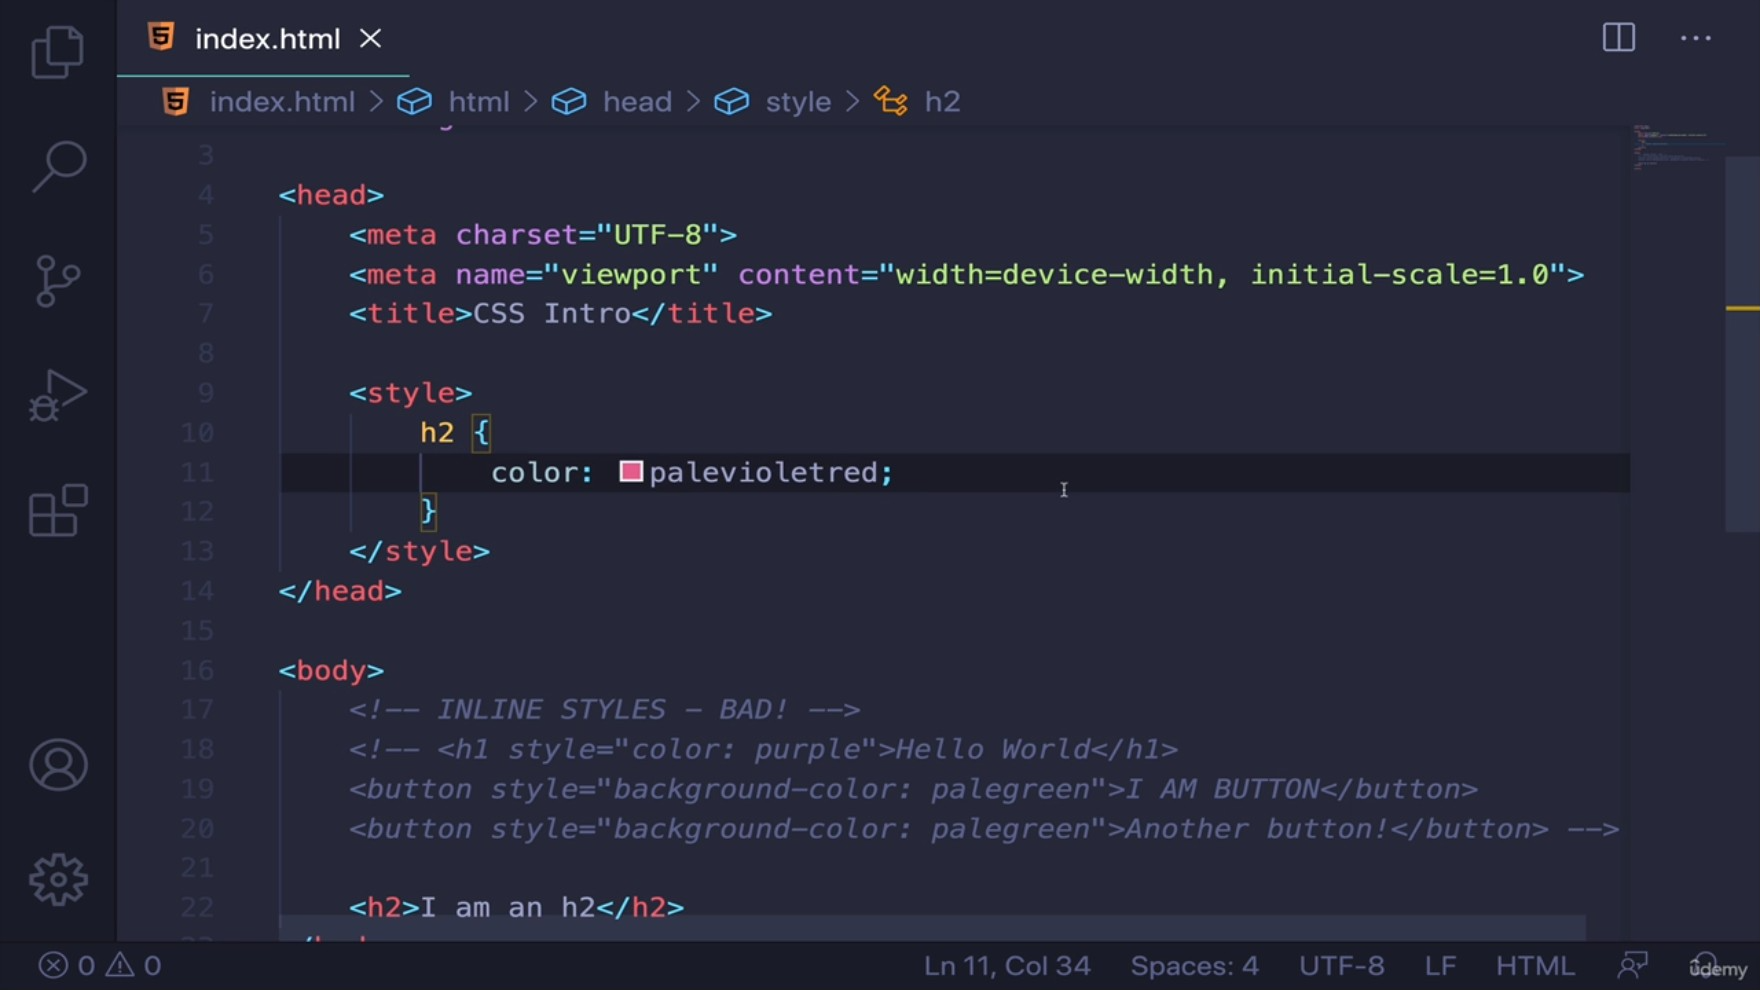 index.html
index.html > html > head > style > h2
3
4 <head>
5 <meta charset="UTF-8">
6 <meta name="viewport" content="width=device-width, initial-scale=1.0">
7 <title>CSS Intro</title>
8
9 <style>
10 h2 {
11 color: palevioletred;
12 }
13 </style>
14 </head>
15
16 <body>
17 <!-- INLINE STYLES - BAD! -->
18 <!-- <h1 style="color: purple">Hello World</h1>
19 <button style="background-color: palegreen">I AM BUTTON</button>
20 <button style="background-color: palegreen">Another button!</button> -->
21
22 <h2>I am an h2</h2>
0 0 Ln 11, Col 34 Spaces: 4 UTF-8 LF HTML
udemy